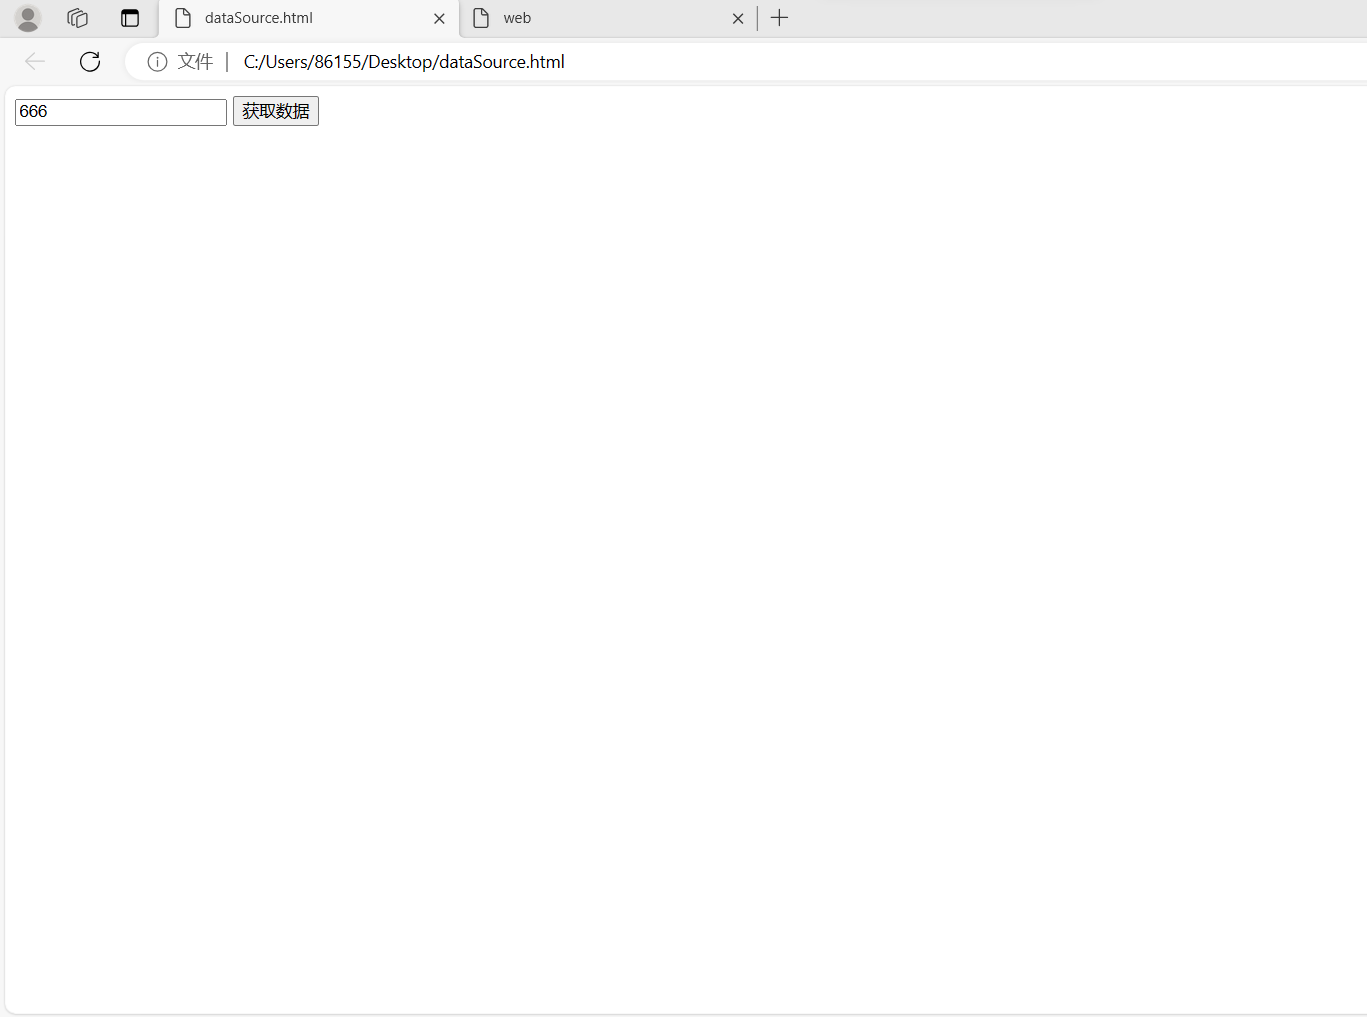 dataSource.html
web
文件
C:/Users/86155/Desktop/dataSource.html
666
获取数据